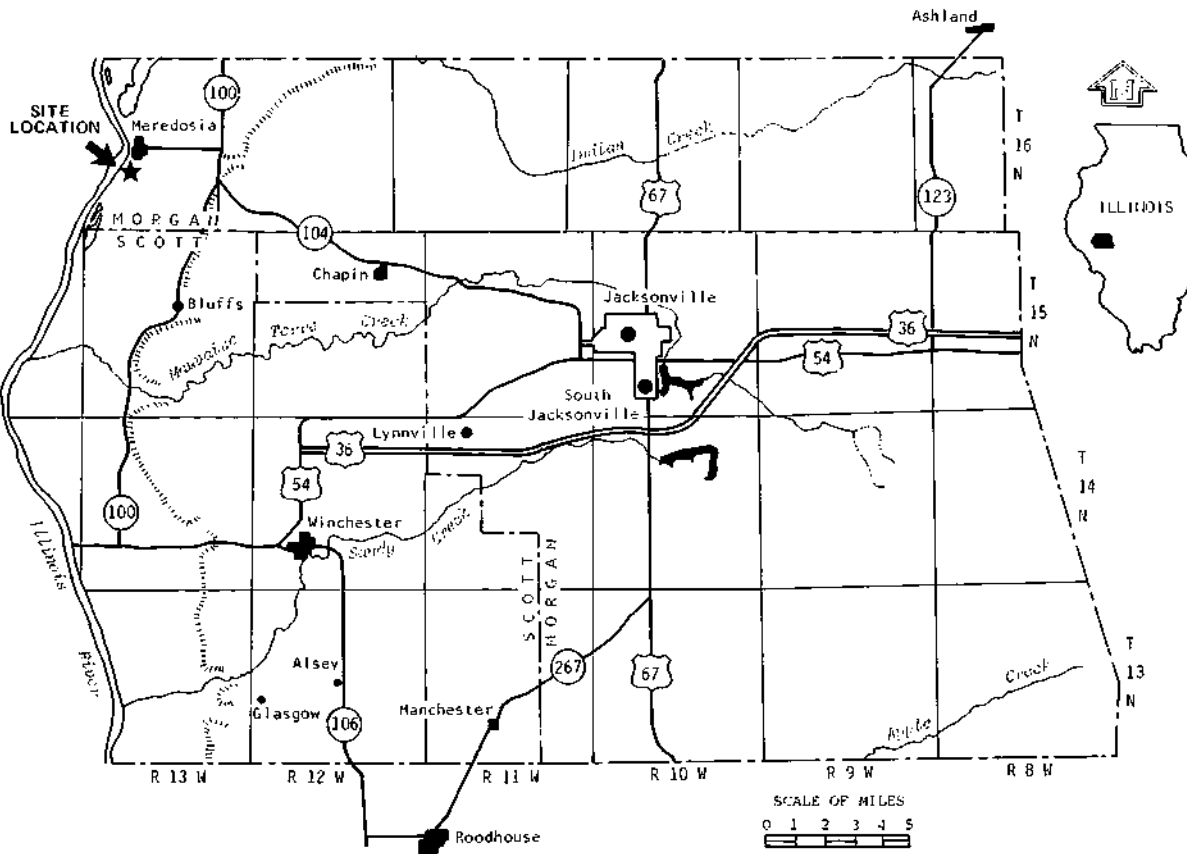 Ashland
100
SITE
LOCATION
Meredosia
N
T
16
N
Indian Creek
67
123
ILLINOIS
MORGAN
SCOTT
104
Chapin
Bluffs
Jacksonville
T
15
N
36
54
Creek
South
Jacksonville
Lynnville
36
54
T
14
N
100
Winchester
Sandy Creek
Illinois
River
SCOTT
MORGAN
Alsey
Glasgow
106
Manchester
267
67
T
13
N
Creek
R 13 W
R 12 W
R 11 W
R 10 W
R 9 W
R 8 W
SCALE OF MILES
0 1 2 3 4 5
Roodhouse